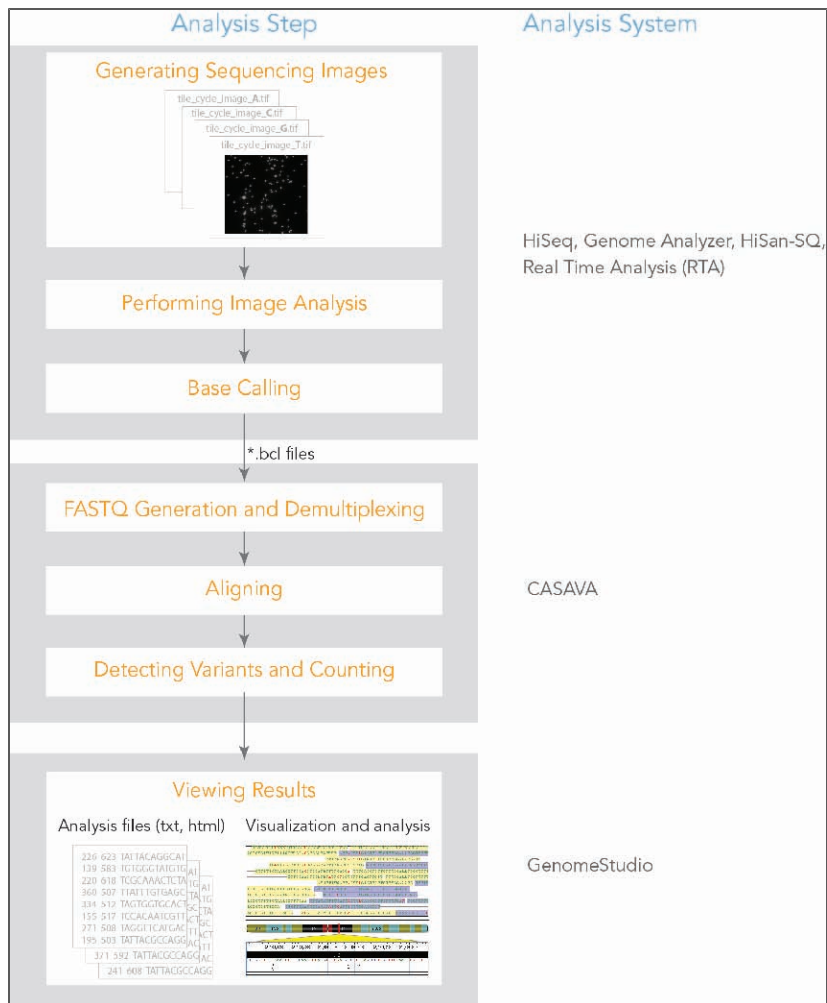 Analysis Step
Analysis System
Generating Sequencing Images
tile_cycle_image_A.tif
tile_cycle_image_C.tif
tile_cycle_image_G.tif
tile_cycle_image_T.tif
HiSeq, Genome Analyzer, HiSan-SQ,
Real Time Analysis (RTA)
Performing Image Analysis
Base Calling
*.bcl files
FASTQ Generation and Demultiplexing
Aligning
CASAVA
Detecting Variants and Counting
Viewing Results
Analysis files (txt, html)
Visualization and analysis
226 623 TATTACAGGCAT
129 583 TGTGGGTATGTG
220 618 TCGCAAACTCTA
360 507 TTATTTGTGAGC
334 512 TAGTGGTGCACT
155 517 TCCACAATCGTT
271 508 TAGGTTCATGAC
195 503 TATTACGCCAGG
371 592 TATTACGCCAGG
241 608 TATTACGCCAGG
GenomeStudio